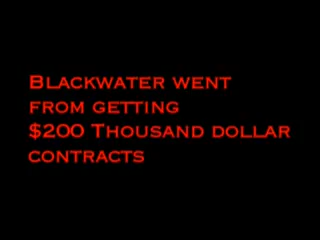 Blackwater went
from getting
$200 Thousand dollar
contracts